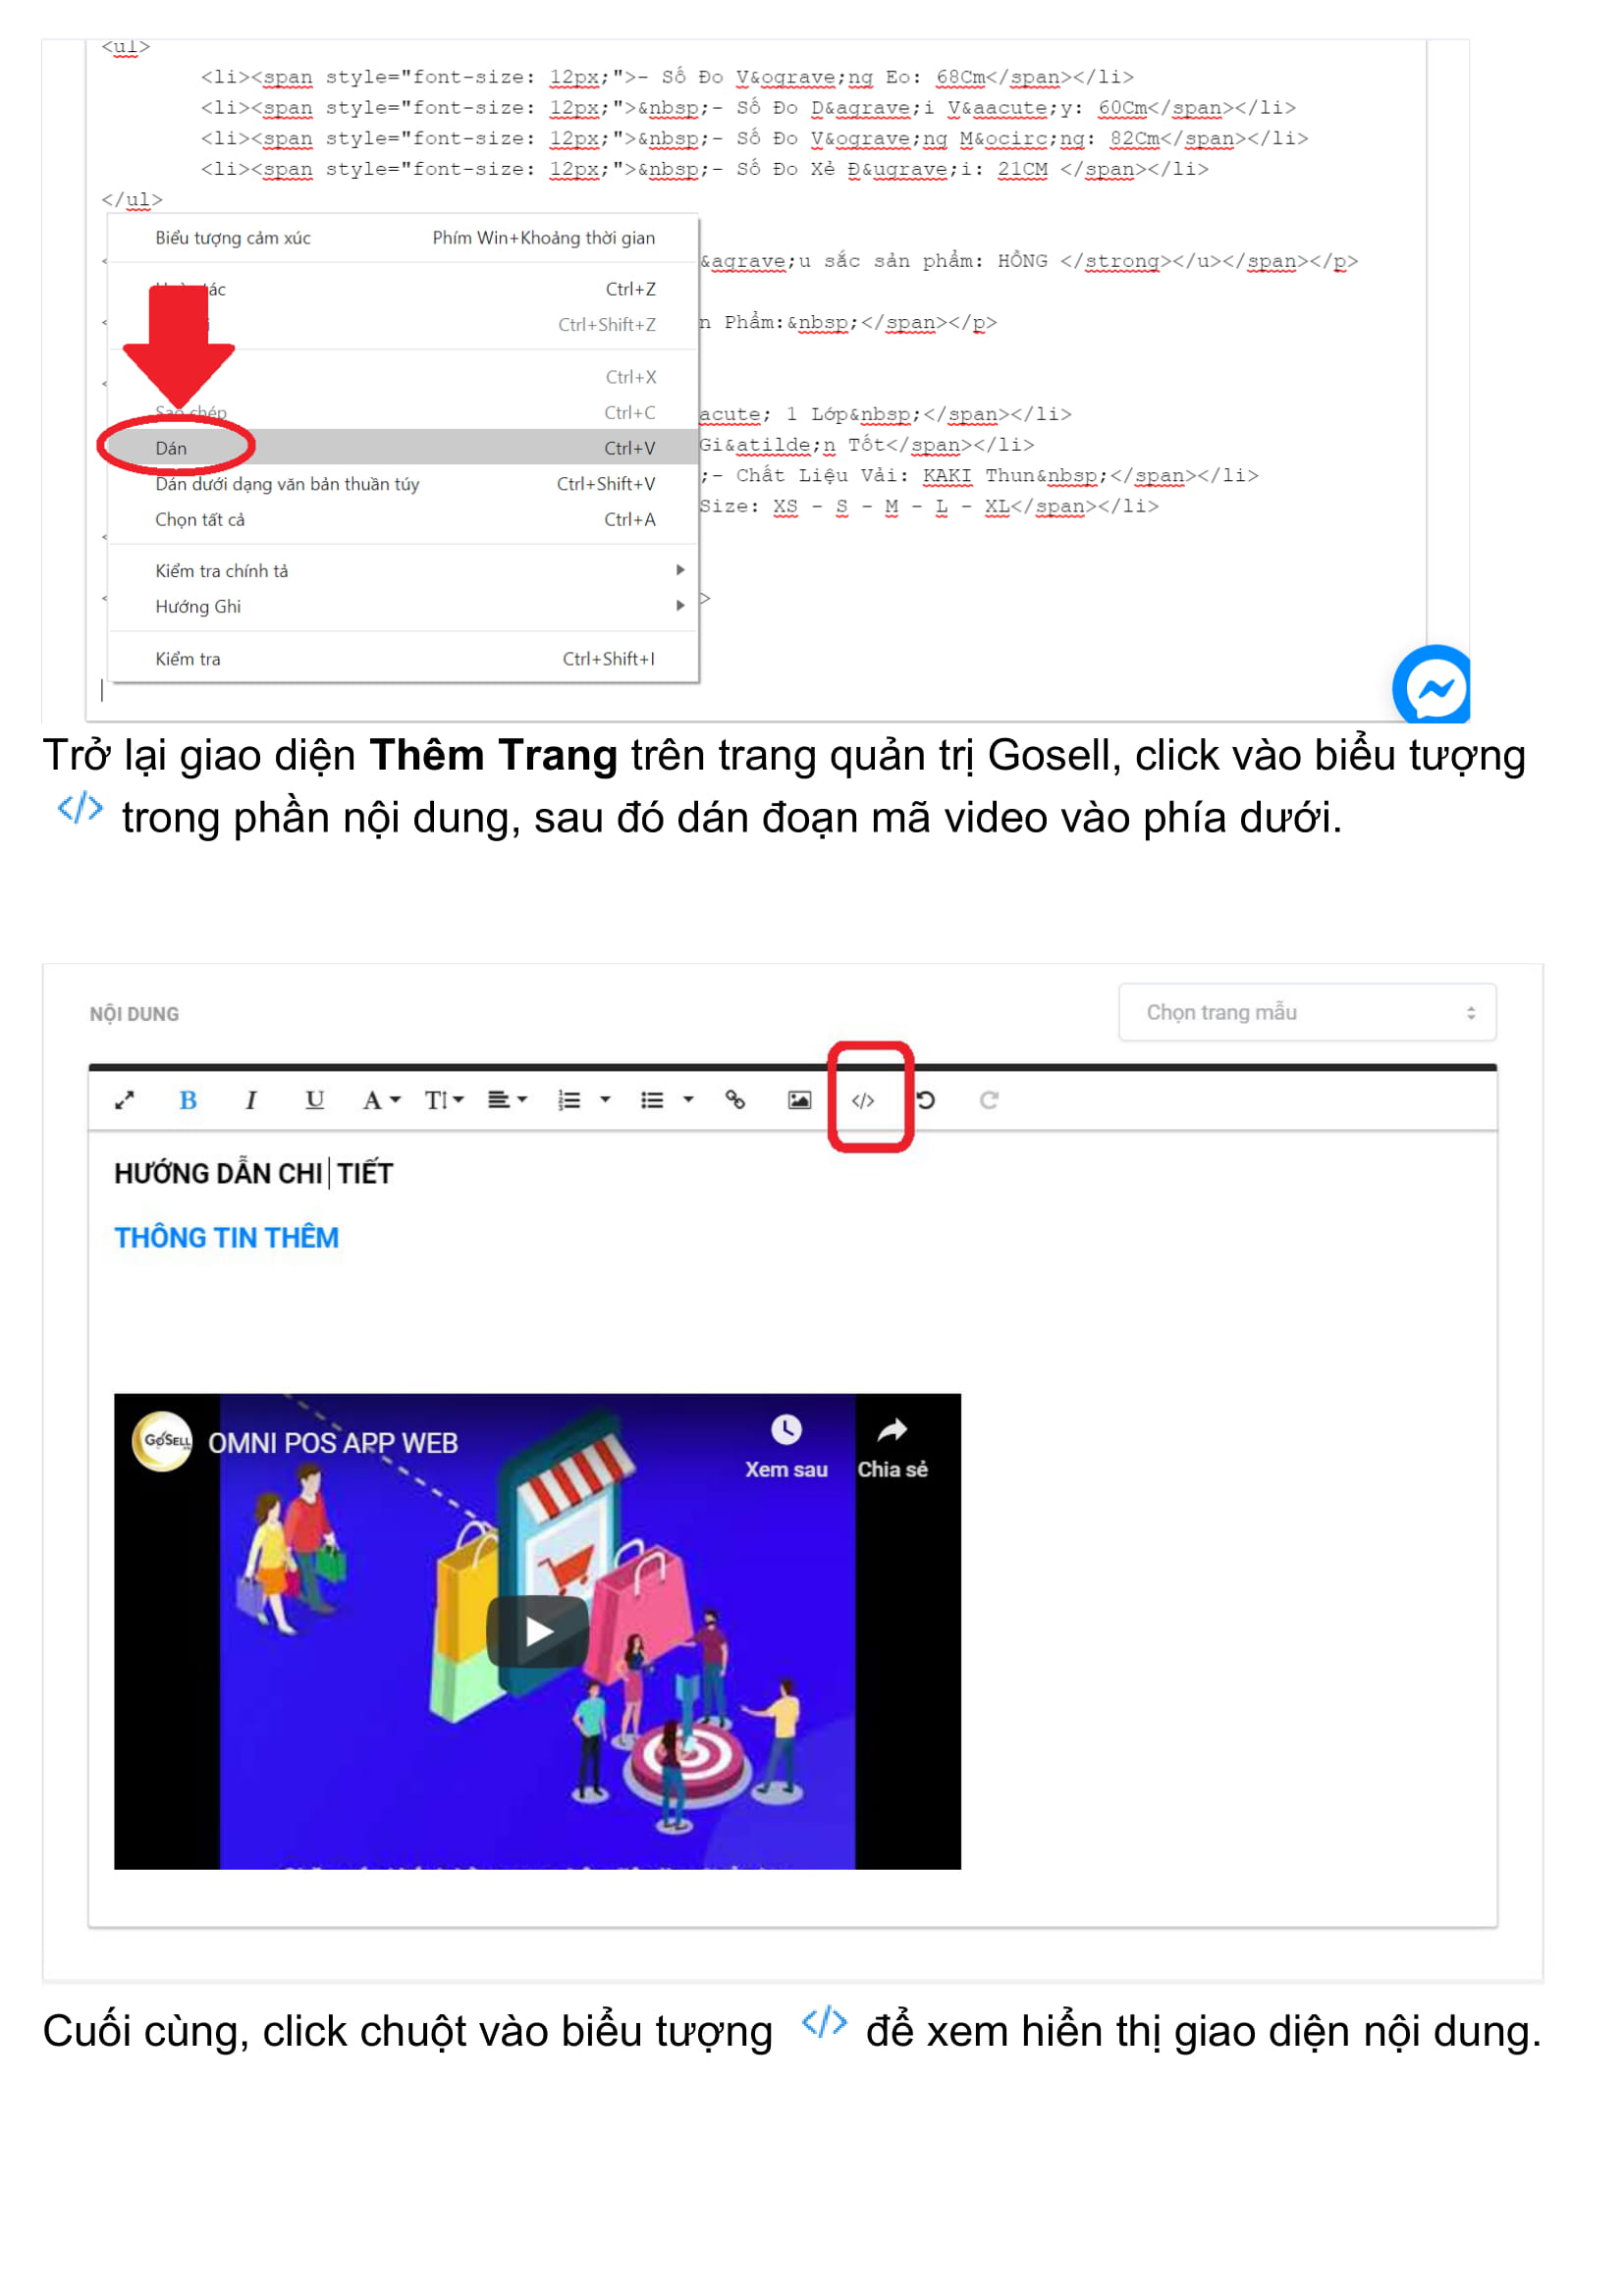 <ul>
<li><span style="font-size: 12px;">- Số Đo V&ograve;ng Eo: 68Cm</span></li>
<li><span style="font-size: 12px;">&nbsp;- Số Đo D&agrave;i V&aacute;y: 60Cm</span></li>
<li><span style="font-size: 12px;">&nbsp;- Số Đo V&ograve;ng M&ocirc;ng: 82Cm</span></li>
<li><span style="font-size: 12px;">&nbsp;- Số Đo Xẻ Đ&ugrave;i: 21CM </span></li>
</ul>
Biểu tượng cảm xúc Phím Win+Khoảng thời gian
&agrave;u sắc sản phẩm: HỒNG </strong></u></span></p>
Ctrl+Z
Ctrl+Shift+Z
n Phẩm:&nbsp;</span></p>
Ctrl+X
Sao chép Ctrl+C
acute; 1 Lớp&nbsp;</span></li>
Dán Ctrl+V
Gi&atilde;n Tốt</span></li>
;- Chất Liệu Vải: KAKI Thun&nbsp;</span></li>
Dán dưới dạng văn bản thuần túy Ctrl+Shift+V
Size: XS - S - M - L - XL</span></li>
Chọn tất cả Ctrl+A
Kiểm tra chính tả
Hướng Ghi
>
Kiểm tra Ctrl+Shift+I
Trở lại giao diện Thêm Trang trên trang quản trị Gosell, click vào biểu tượng
</> trong phần nội dung, sau đó dán đoạn mã video vào phía dưới.
NỘI DUNG
Chọn trang mẫu
B I U A T </>
HƯỚNG DẪN CHI TIẾT
THÔNG TIN THÊM
GoSELL OMNI POS APP WEB
Xem sau Chia sẻ
Cuối cùng, click chuột vào biểu tượng </> để xem hiển thị giao diện nội dung.